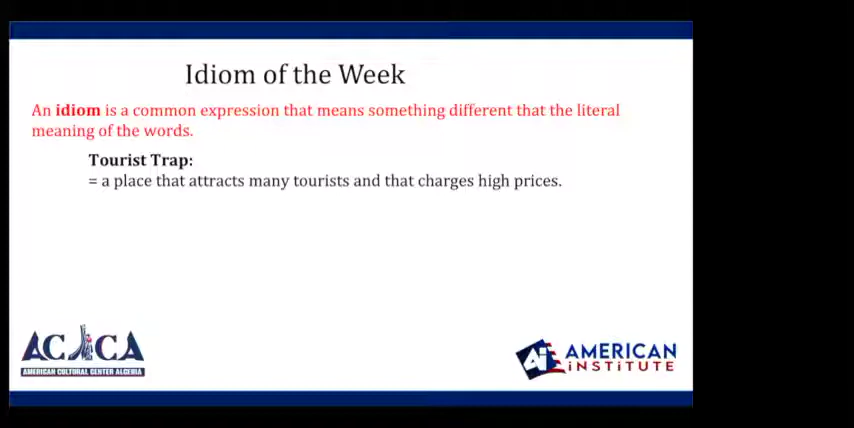 Idiom of the Week
An idiom is a common expression that means something different that the literal
meaning of the words.
Tourist Trap:
= a place that attracts many tourists and that charges high prices.
ACCA
AMERICAN CULTURAL CENTER ALGERIA
Ai AMERICAN
INSTITUTE